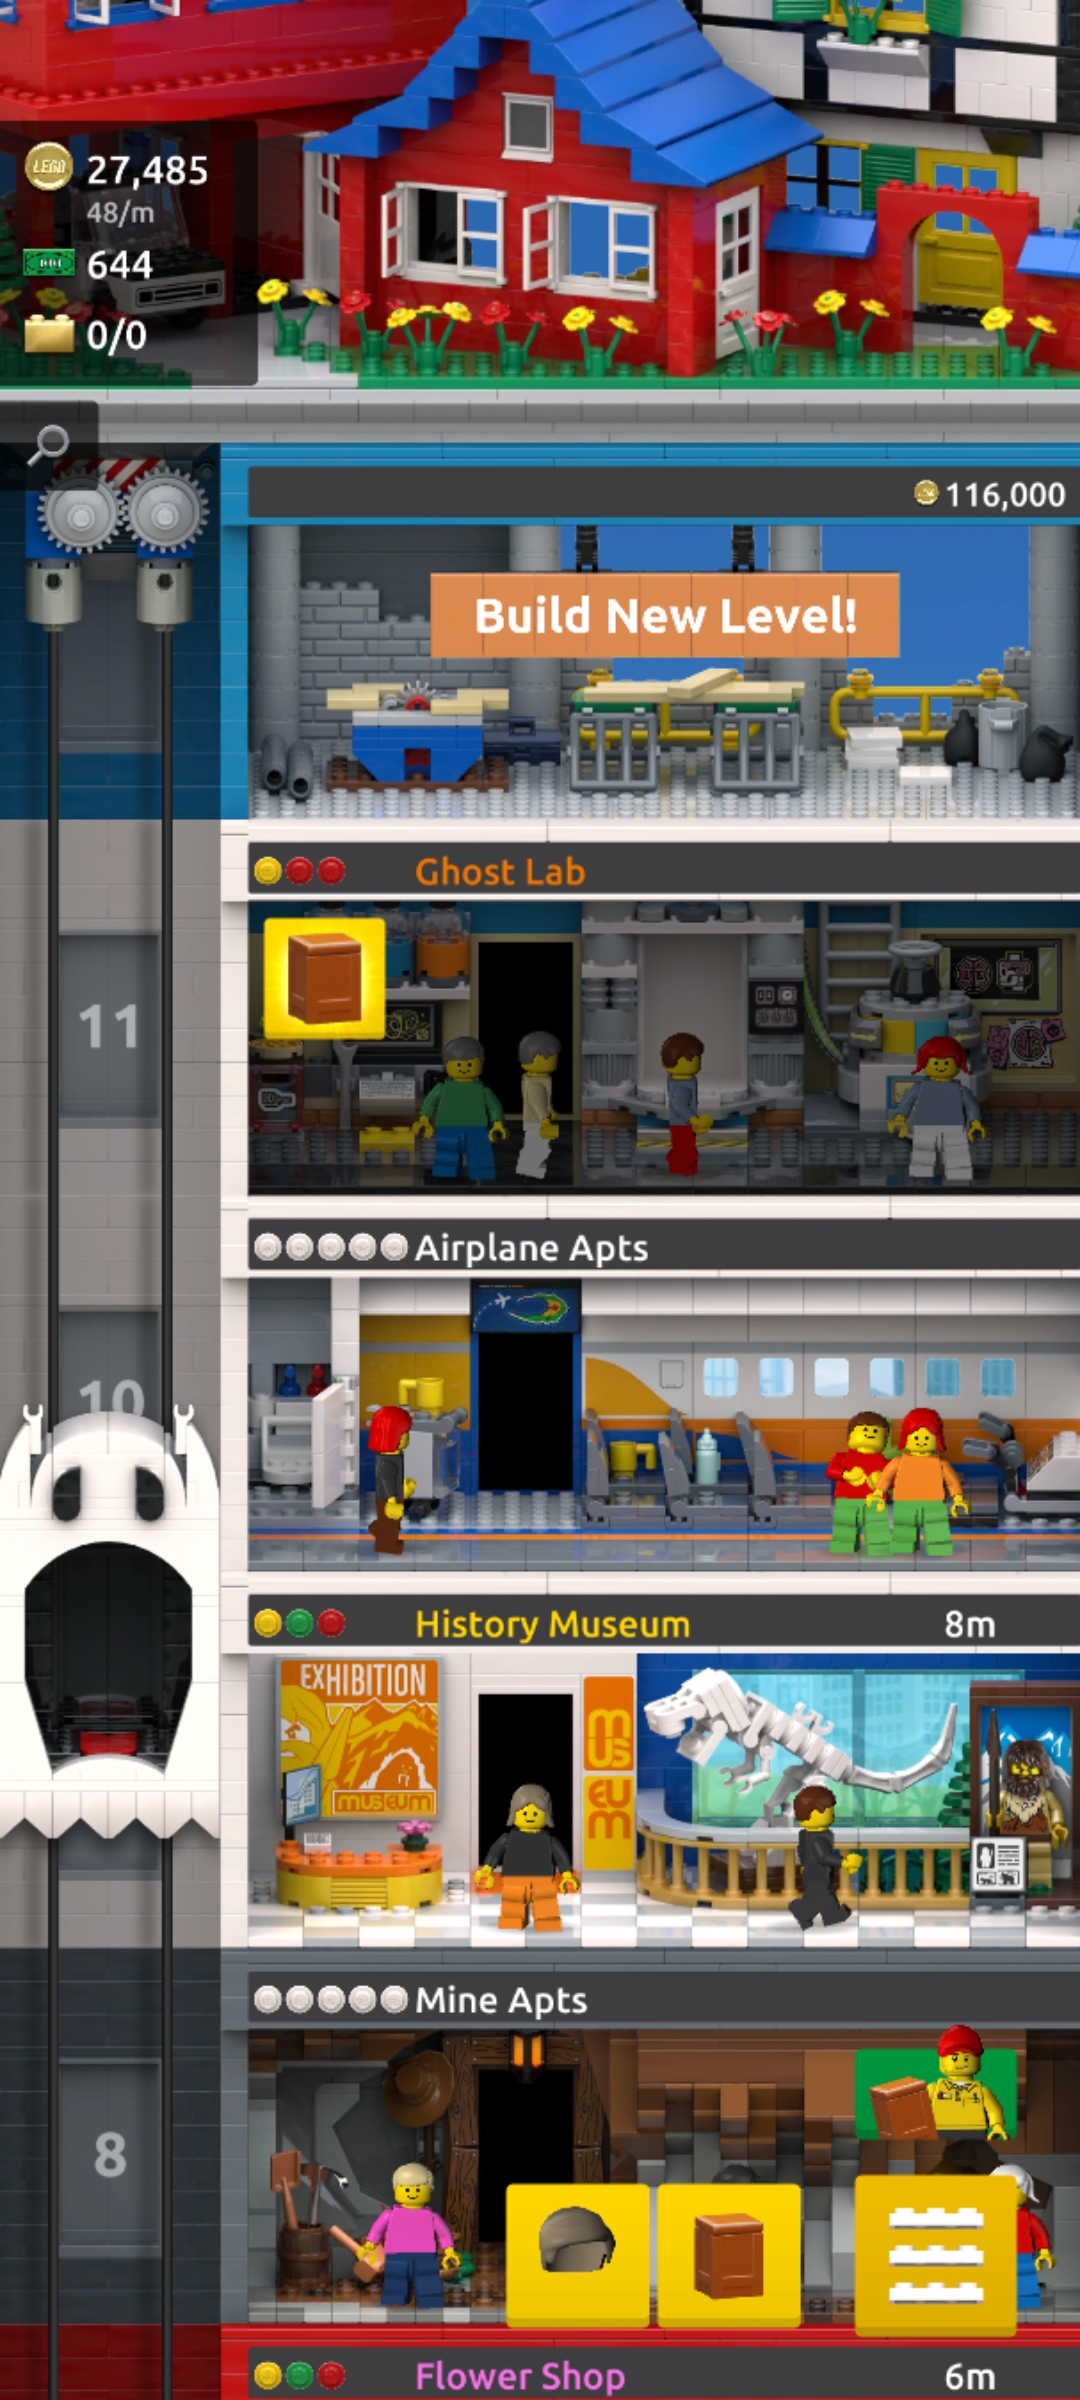 LEGO 27,485
48/m
644
0/0
116,000
Build New Level!
Ghost Lab
11
Airplane Apts
10
History Museum 8m
EXHIBITION
MUSEUM
MUSEUM
Mine Apts
8
Flower Shop 6m